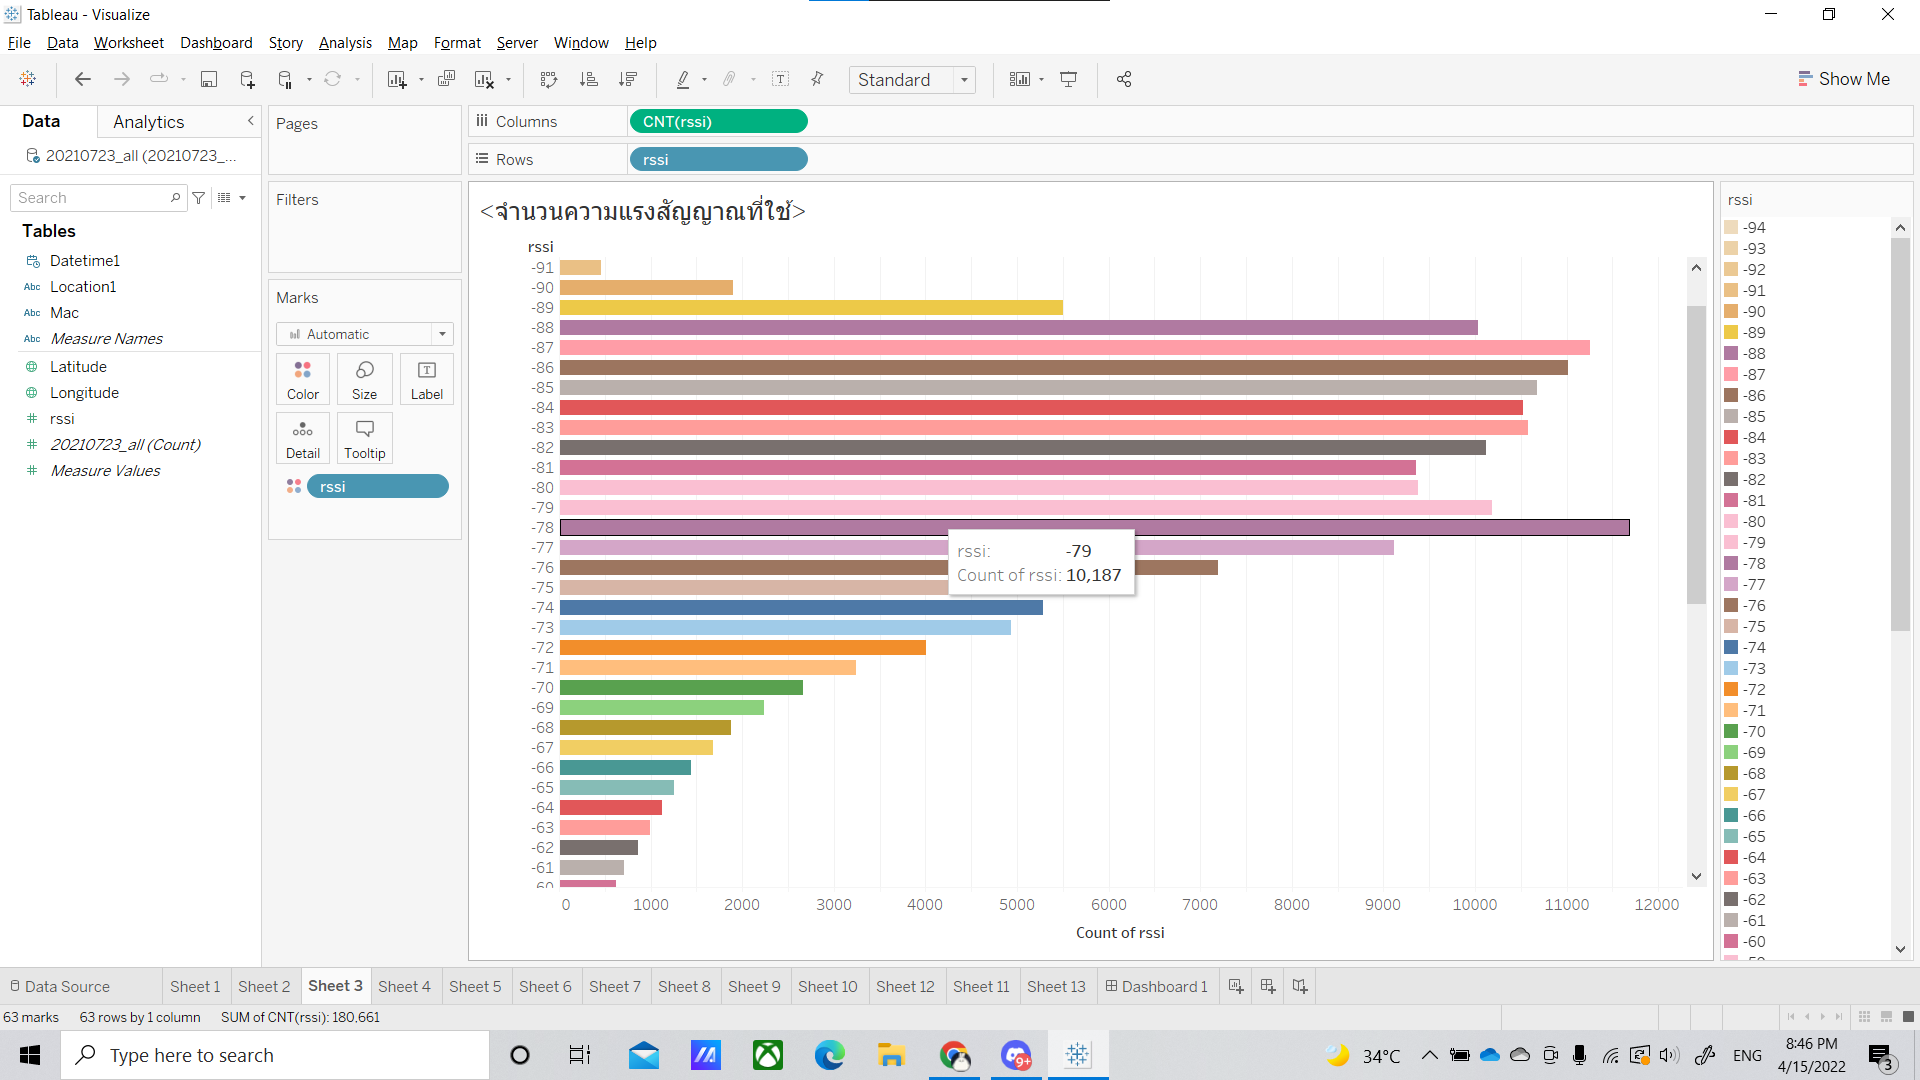 Tableau - Visualize
File Data Worksheet Dashboard Story Analysis Map Format Server Window Help
Standard
Show Me
Data Analytics
20210723_all (20210723_...
Search
Tables
Datetime1
Abc Location1
Abc Mac
Abc Measure Names
Latitude
Longitude
# rssi
# 20210723_all (Count)
# Measure Values
Pages
Filters
Marks
Automatic
Color Size Label
Detail Tooltip
rssi
Columns CNT(rssi)
Rows rssi
<จำนวนความแรงสัญญาณที่ใช้>
rssi
-91
-90
-89
-88
-87
-86
-85
-84
-83
-82
-81
-80
-79
-78
-77
-76
-75
-74
-73
-72
-71
-70
-69
-68
-67
-66
-65
-64
-63
-62
-61
-60
rssi: -79
Count of rssi: 10,187
0 1000 2000 3000 4000 5000 6000 7000 8000 9000 10000 11000 12000
Count of rssi
rssi
-94
-93
-92
-91
-90
-89
-88
-87
-86
-85
-84
-83
-82
-81
-80
-79
-78
-77
-76
-75
-74
-73
-72
-71
-70
-69
-68
-67
-66
-65
-64
-63
-62
-61
-60
Data Source Sheet 1 Sheet 2 Sheet 3 Sheet 4 Sheet 5 Sheet 6 Sheet 7 Sheet 8 Sheet 9 Sheet 10 Sheet 12 Sheet 11 Sheet 13 Dashboard 1
63 marks 63 rows by 1 column SUM of CNT(rssi): 180,661
Type here to search
9+
34°C
ENG
8:46 PM
4/15/2022
3